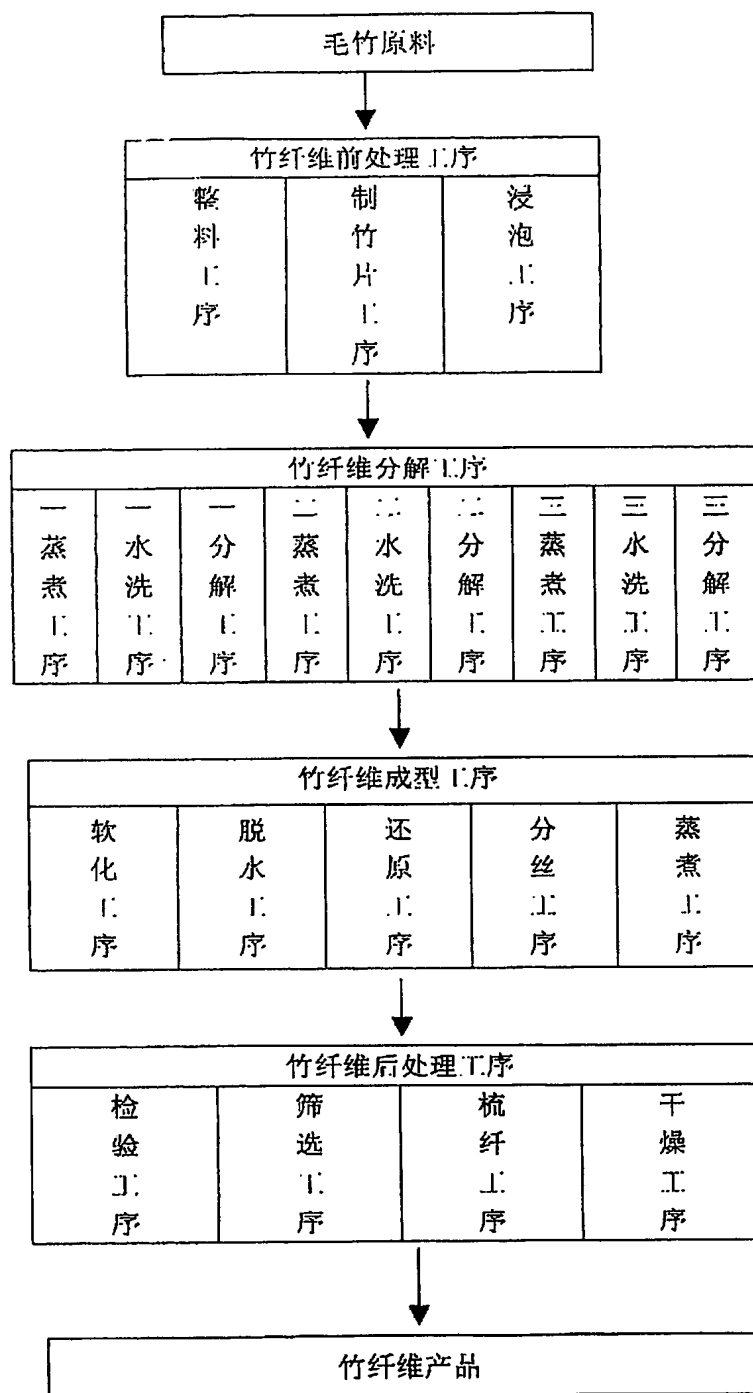 毛竹原料
竹纤维前处理工序
整料工序
制竹片工序
浸泡工序
竹纤维分解工序
一蒸煮工序
一水洗工序
一分解工序
二蒸煮工序
二水洗工序
二分解工序
三蒸煮工序
三水洗工序
三分解工序
竹纤维成型工序
软化工序
脱水工序
还原工序
分丝工序
蒸煮工序
竹纤维后处理工序
检验工序
筛选工序
梳纤工序
干燥工序
竹纤维产品